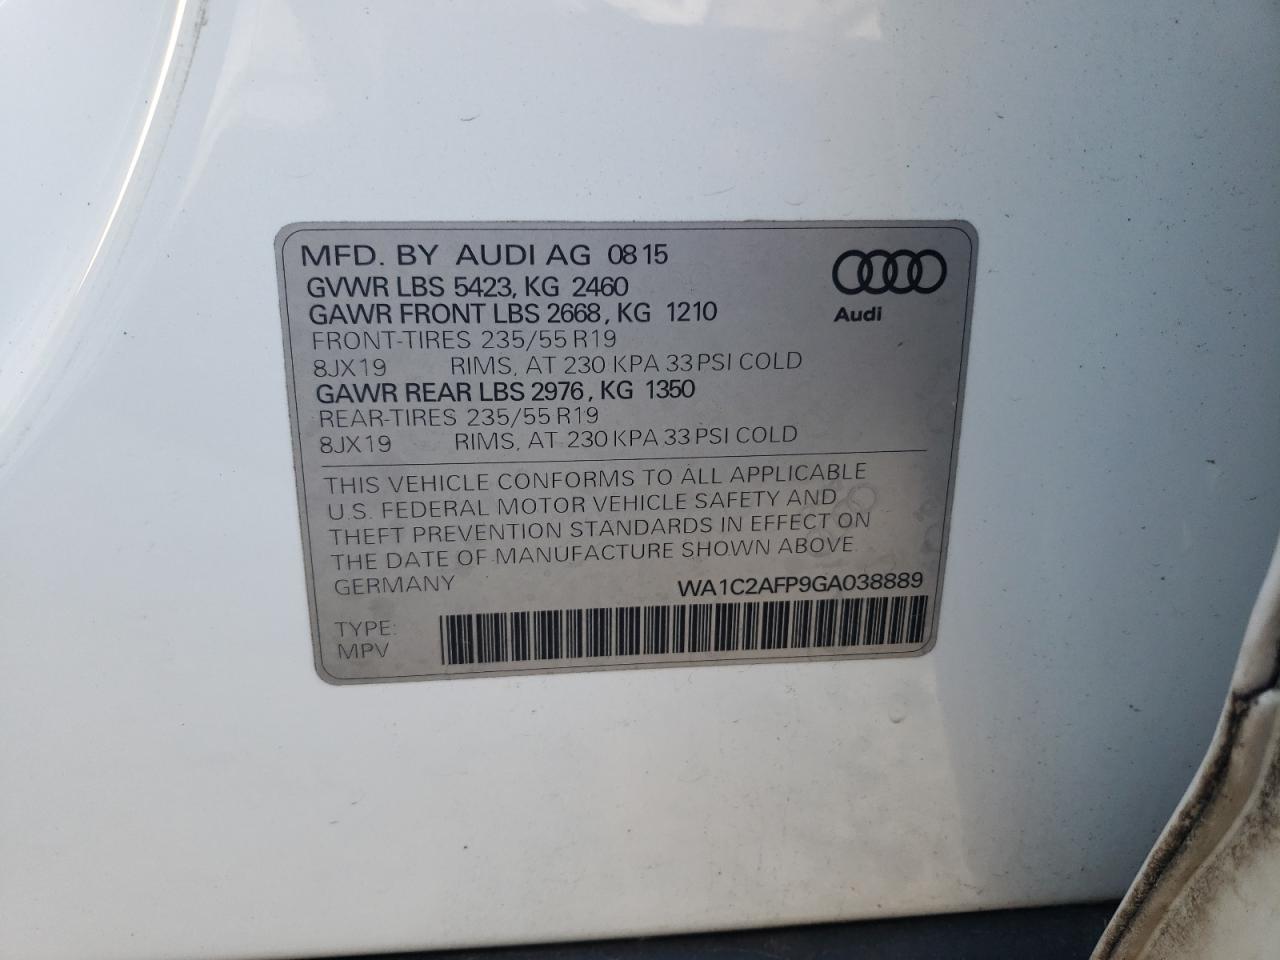 MFD. BY AUDI AG 0815
GVWR LBS 5423, KG 2460
GAWR FRONT LBS 2668, KG 1210
FRONT-TIRES 235/55 R19
8JX19 RIMS, AT 230 KPA 33 PSI COLD
GAWR REAR LBS 2976, KG 1350
REAR-TIRES 235/55 R19
8JX19 RIMS, AT 230 KPA 33 PSI COLD
Audi
THIS VEHICLE CONFORMS TO ALL APPLICABLE
U.S. FEDERAL MOTOR VEHICLE SAFETY AND
THEFT PREVENTION STANDARDS IN EFFECT ON
THE DATE OF MANUFACTURE SHOWN ABOVE
GERMANY WA1C2AFP9GA038889
TYPE:
MPV